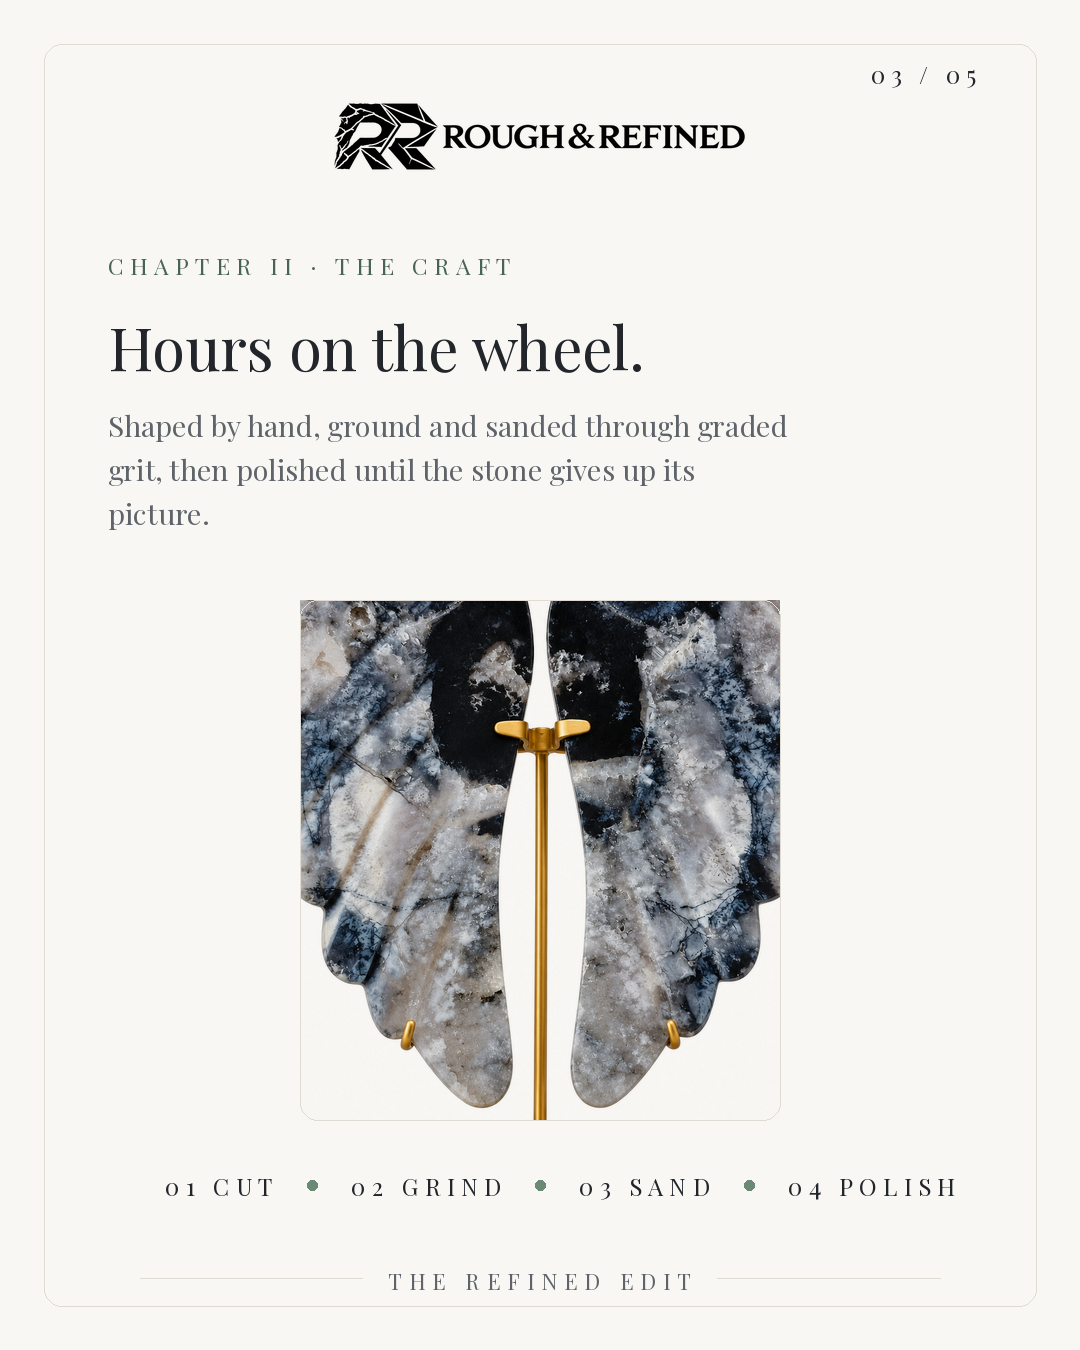 03 / 05
RR ROUGH & REFINED
CHAPTER II · THE CRAFT
Hours on the wheel.
Shaped by hand, ground and sanded through graded
grit, then polished until the stone gives up its
picture.
01 CUT • 02 GRIND • 03 SAND • 04 POLISH
THE REFINED EDIT